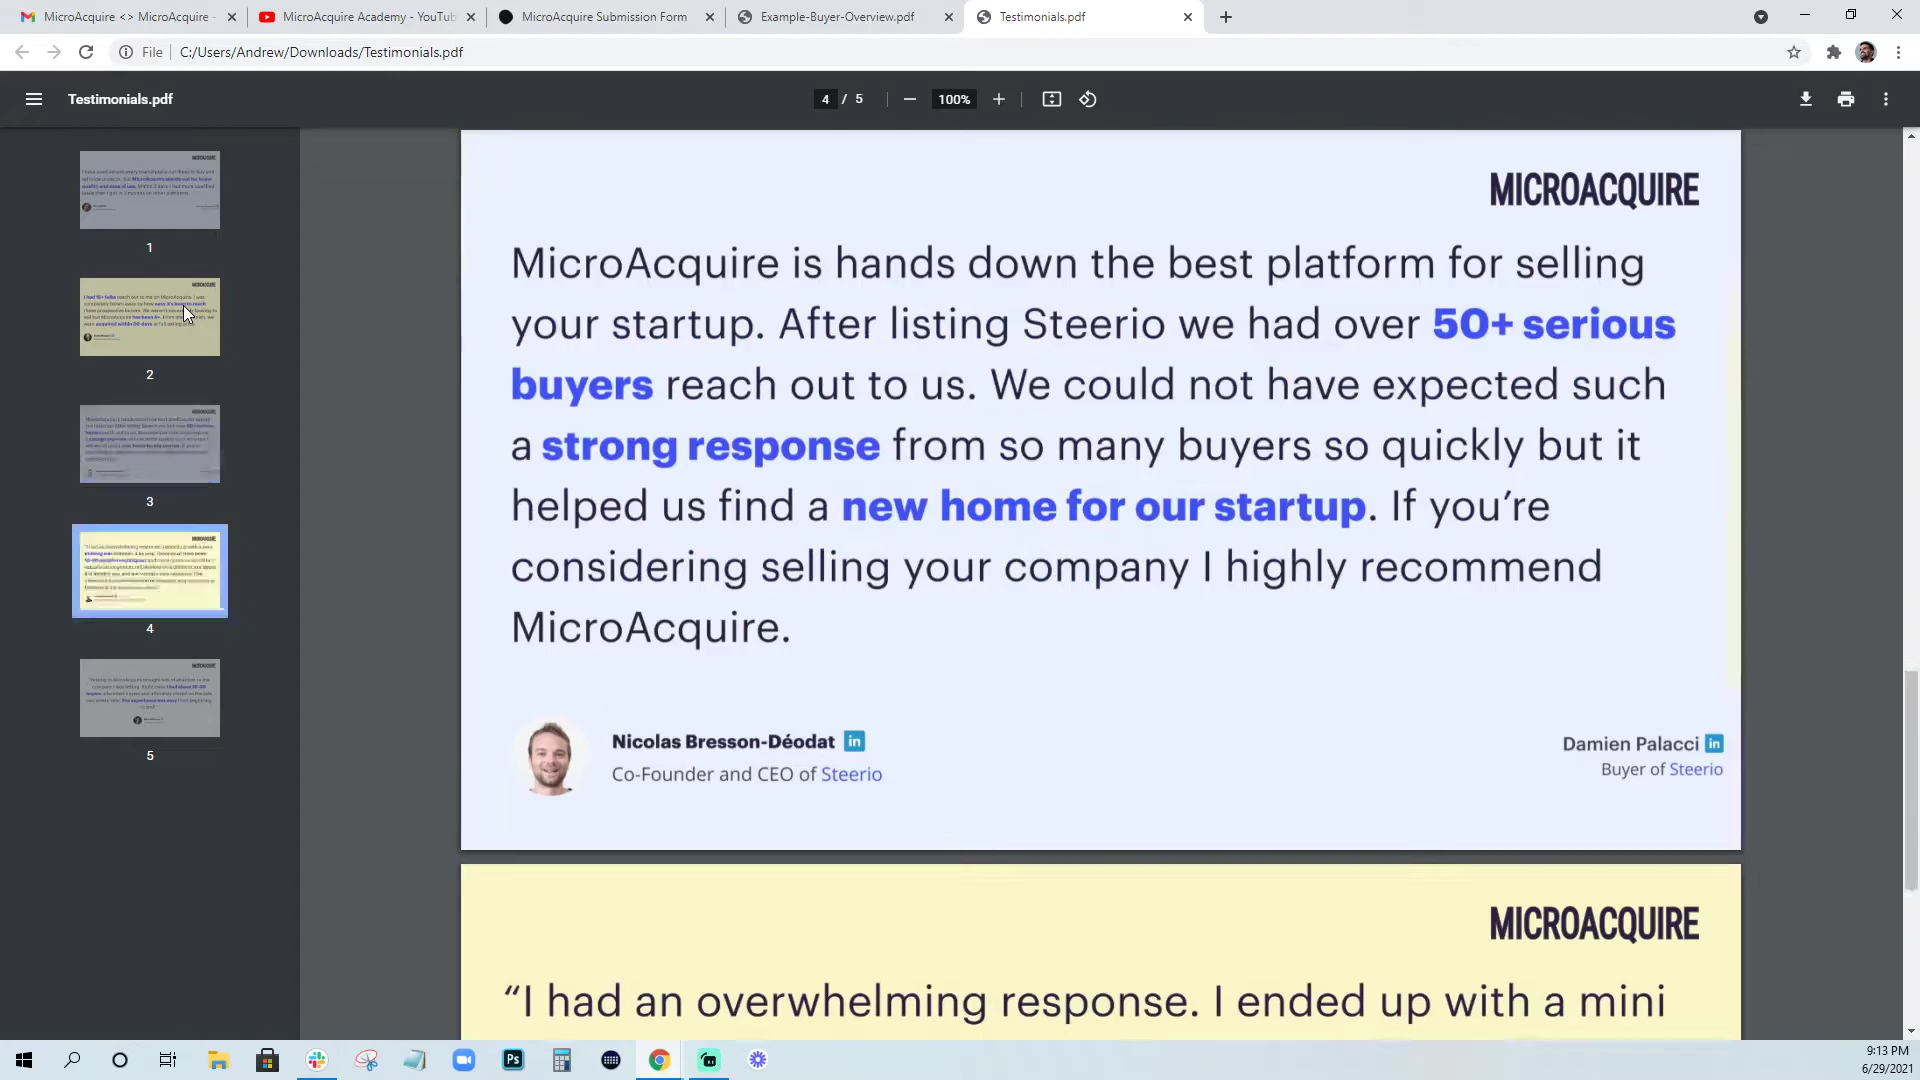 MicroAcquire <> MicroAcquire -
MicroAcquire Academy - YouTub
MicroAcquire Submission Form
Example-Buyer-Overview.pdf
Testimonials.pdf
File
C:/Users/Andrew/Downloads/Testimonials.pdf
Testimonials.pdf
4 / 5
100%
1
2
3
4
5
MICROACQUIRE
MicroAcquire is hands down the best platform for selling
your startup. After listing Steerio we had over 50+ serious
buyers reach out to us. We could not have expected such
a strong response from so many buyers so quickly but it
helped us find a new home for our startup. If you’re
considering selling your company I highly recommend
MicroAcquire.
Nicolas Bresson-Déodat in
Co-Founder and CEO of Steerio
Damien Palacci in
Buyer of Steerio
MICROACQUIRE
“I had an overwhelming response. I ended up with a mini
Ps
9:13 PM
6/29/2021